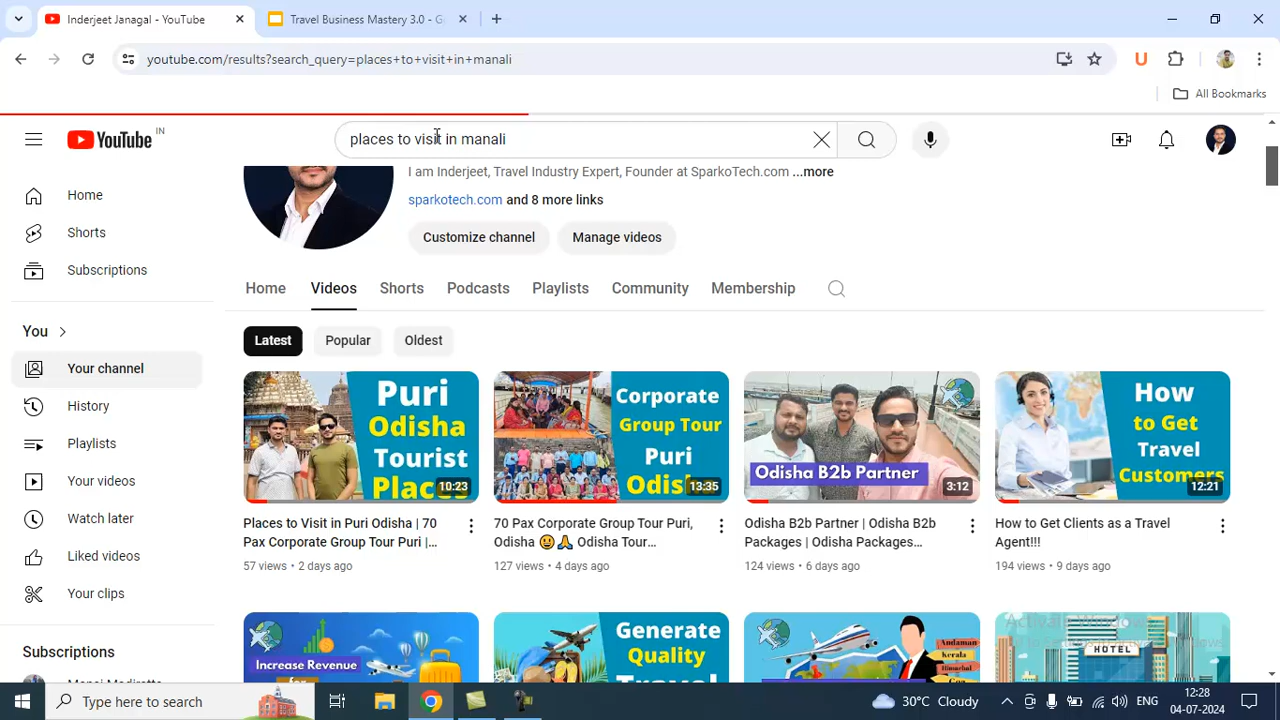 Inderjeet Janagal - YouTube
Travel Business Mastery 3.0 - G
youtube.com/results?search_query=places+to+visit+in+manali
U
All Bookmarks
YouTube IN
places to visit in manali
Home
Shorts
Subscriptions
You
Your channel
History
Playlists
Your videos
Watch later
Liked videos
Your clips
Subscriptions
I am Inderjeet, Travel Industry Expert, Founder at SparkoTech.com ...more
sparkotech.com and 8 more links
Customize channel
Manage videos
Home Videos Shorts Podcasts Playlists Community Membership
Latest
Popular
Oldest
Puri
Odisha
Tourist
10:23
Places to Visit in Puri Odisha | 70
Pax Corporate Group Tour Puri |...
57 views • 2 days ago
Corporate
Group Tour
Puri
13:35
70 Pax Corporate Group Tour Puri,
Odisha 😃🙏 Odisha Tour...
127 views • 4 days ago
Odisha B2b Partner
3:12
Odisha B2b Partner | Odisha B2b
Packages | Odisha Packages...
124 views • 6 days ago
How
to Get
Travel
Customers
12:21
How to Get Clients as a Travel
Agent!!!
194 views • 9 days ago
Increase Revenue
for
Generate
Quality
Andaman
Kerala
Himachal
HOTEL
Activate Windows
Type here to search
30°C Cloudy
ENG
12:28
04-07-2024